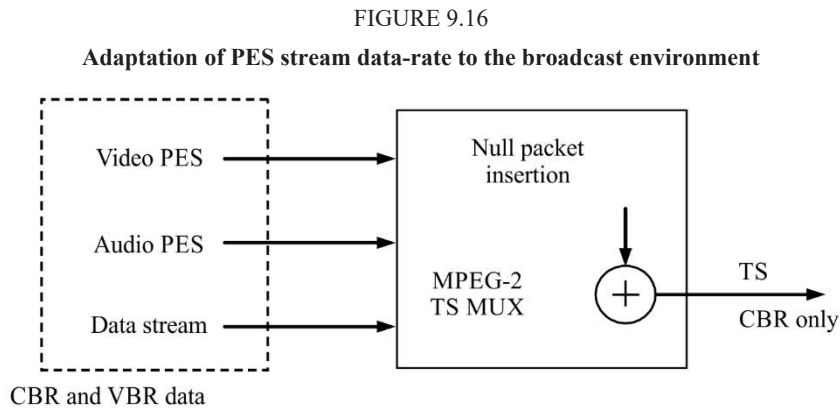 FIGURE 9.16
Adaptation of PES stream data-rate to the broadcast environment
Video PES
Audio PES
Data stream
CBR and VBR data
Null packet
insertion
MPEG-2
TS MUX
+
TS
CBR only